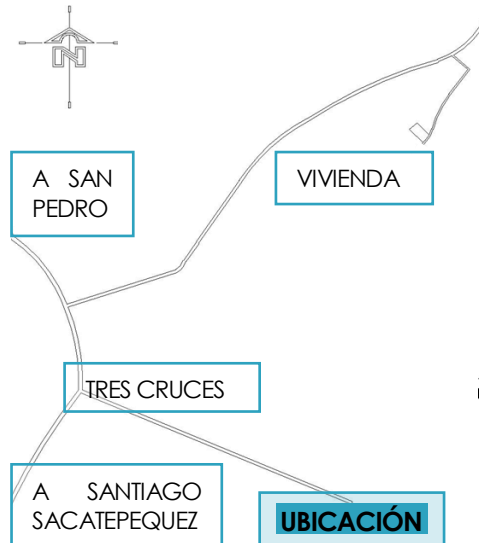 N
A SAN
PEDRO
VIVIENDA
TRES CRUCES
A SANTIAGO
SACATEPEQUEZ
UBICACIÓN